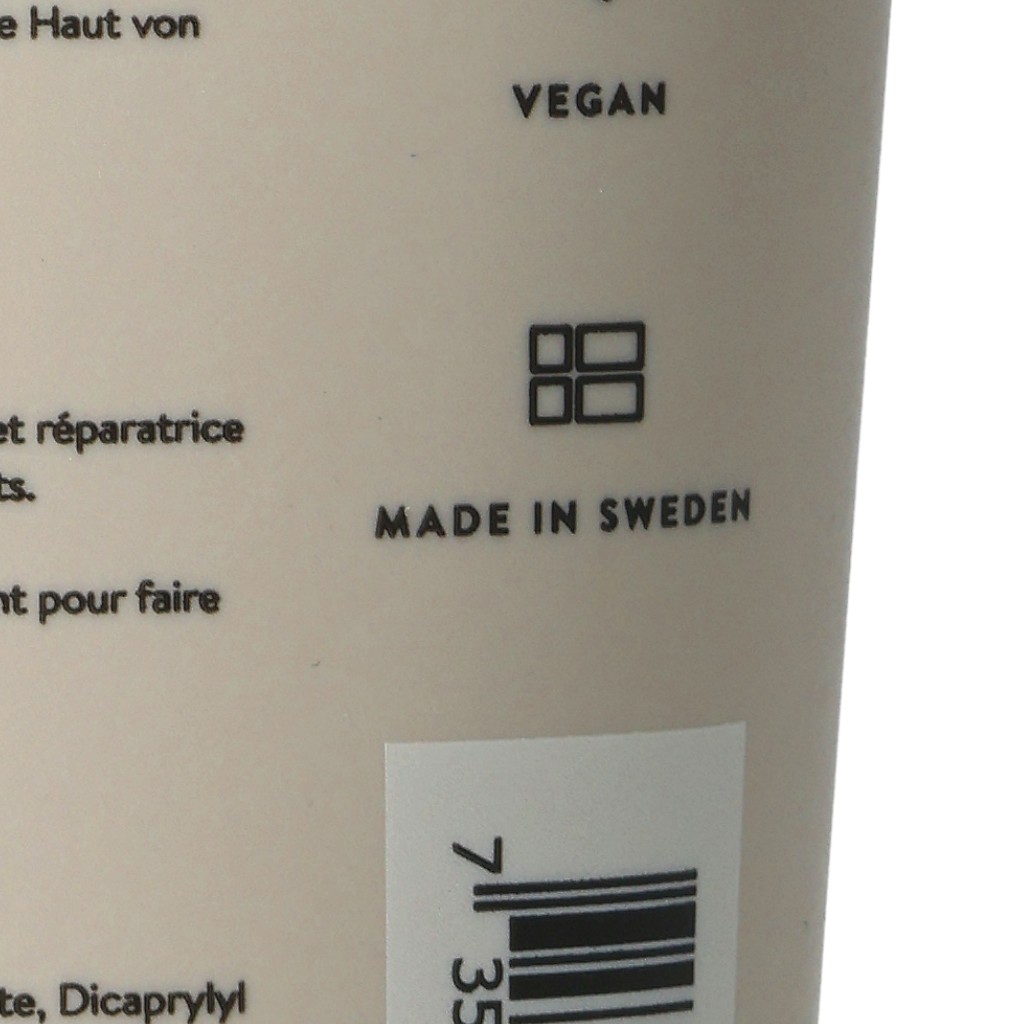 e Haut von
VEGAN
et réparatrice
ts.
MADE IN SWEDEN
nt pour faire
7 35
te, Dicaprylyl